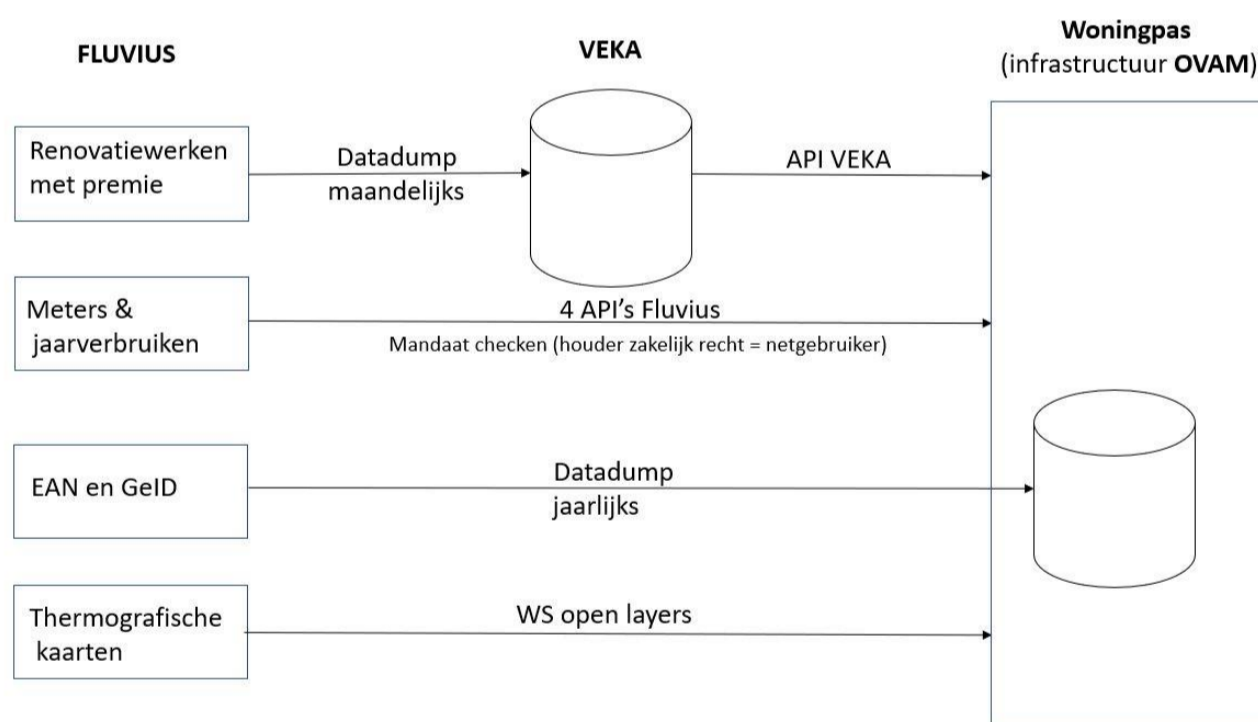 FLUVIUS
VEKA
Woningpas
(infrastructuur OVAM)
Renovatiewerken
met premie
Datadump
maandelijks
API VEKA
Meters &
jaarverbruiken
4 API's Fluvius
Mandaat checken (houder zakelijk recht = netgebruiker)
EAN en GeID
Datadump
jaarlijks
Thermografische
kaarten
WS open layers